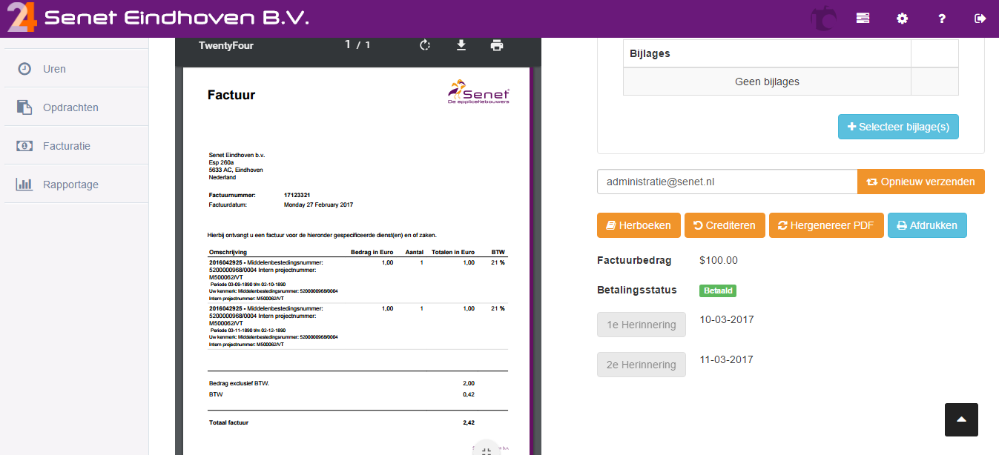 24 Senet Eindhoven B.V.
Uren
Opdrachten
Facturatie
Rapportage
TwentyFour
1 / 1
Factuur
Senet
De applicatiebouwers
Senet Eindhoven b.v.
Esp 260a
5633 AC, Eindhoven
Nederland
Factuurnummer: 17123321
Factuurdatum: Monday 27 February 2017
Hierbij ontvangt u een factuur voor de hieronder gespecificeerde dienst(en) en of zaken.
Omschrijving Bedrag in Euro Aantal Totalen in Euro BTW
2016042925 • Middelenbestedingsnummer: 1,00 1 1,00 21 %
5200000968/0004 Intern projectnummer:
M500062/VT
Periode 03-09-1890 t/m 02-10-1890
Uw kenmerk: Middelenbestedingsnummer: 5200000968/0004
Intern projectnummer: M500062/VT
2016042925 • Middelenbestedingsnummer: 1,00 1 1,00 21 %
5200000968/0004 Intern projectnummer:
M500062/VT
Periode 03-11-1890 t/m 02-12-1890
Uw kenmerk: Middelenbestedingsnummer: 5200000968/0004
Intern projectnummer: M500062/VT
Bedrag exclusief BTW. 2,00
BTW 0,42
Totaal factuur 2,42
Bijlages
Geen bijlages
Selecteer bijlage(s)
administratie@senet.nl Opnieuw verzenden
Herboeken Crediteren Hergenereer PDF Afdrukken
Factuurbedrag $100.00
Betalingsstatus Betaald
1e Herinnering 10-03-2017
2e Herinnering 11-03-2017